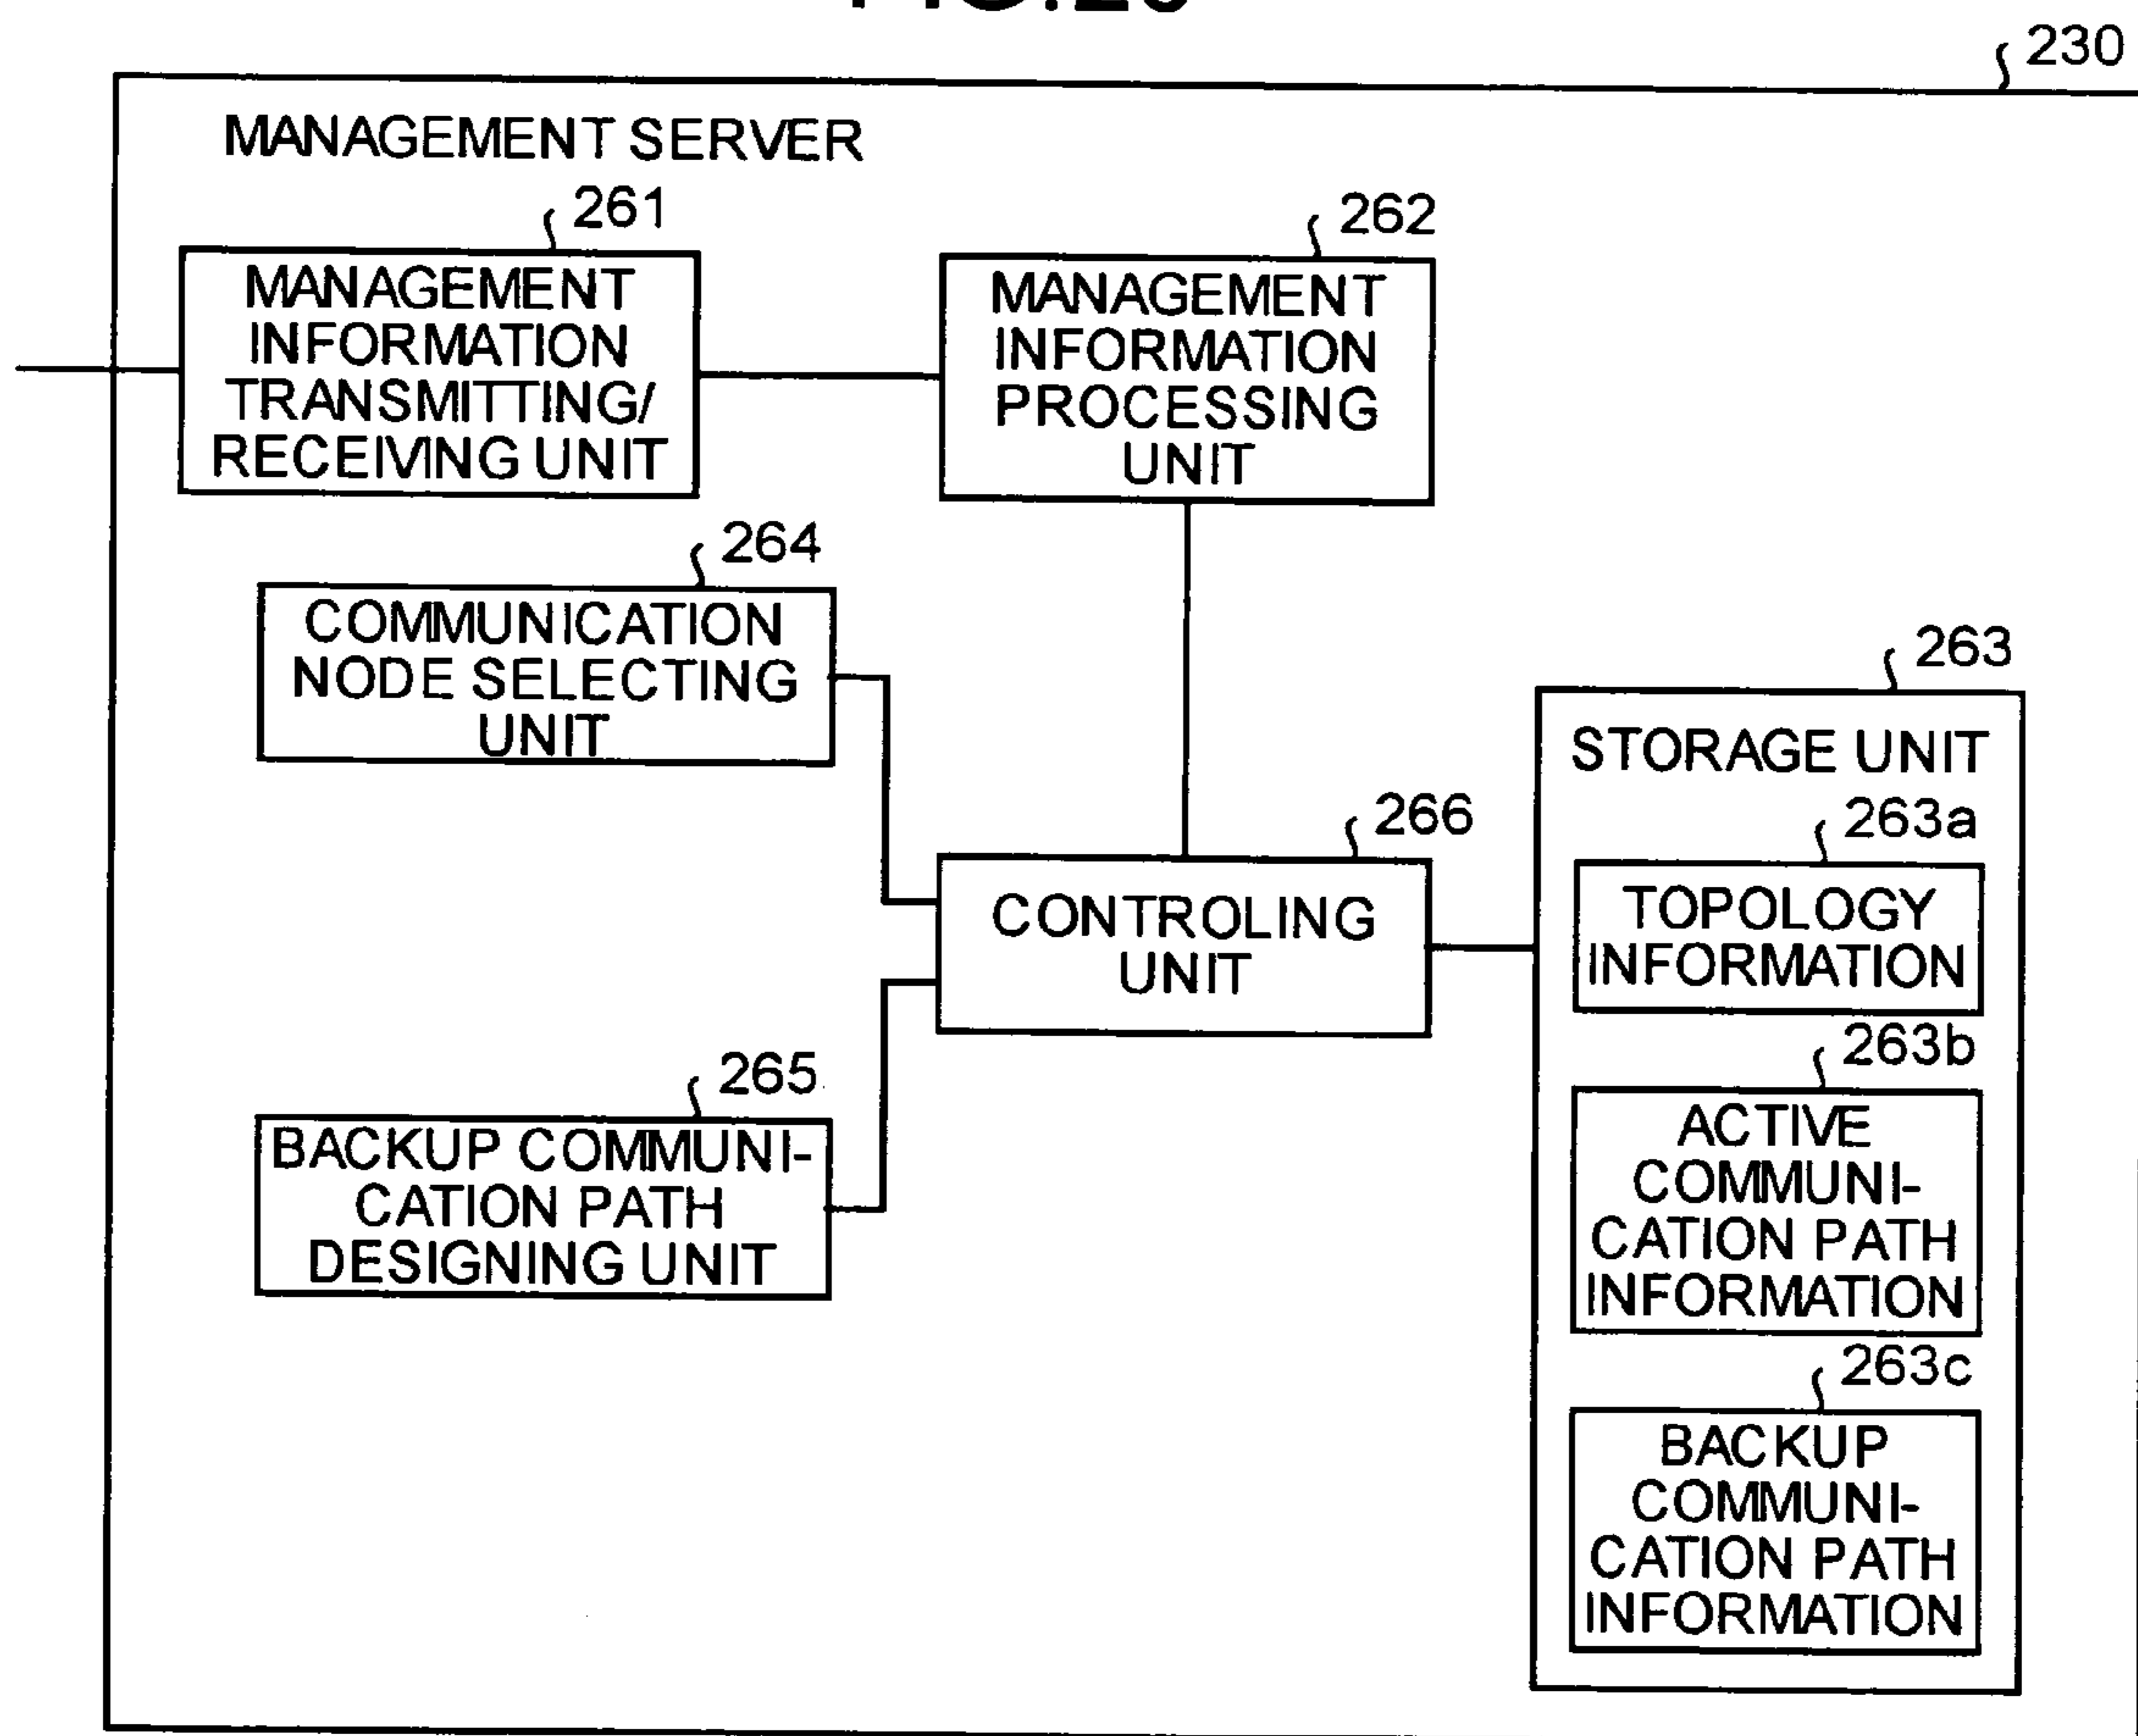 230
MANAGEMENT SERVER
261
MANAGEMENT
INFORMATION
TRANSMITTING/
RECEIVING UNIT
262
MANAGEMENT
INFORMATION
PROCESSING
UNIT
264
COMMUNICATION
NODE SELECTING
UNIT
263
STORAGE UNIT
266
CONTROLING
UNIT
263a
TOPOLOGY
INFORMATION
265
BACKUP COMMUNI-
CATION PATH
DESIGNING UNIT
263b
ACTIVE
COMMUNI-
CATION PATH
INFORMATION
263c
BACKUP
COMMUNI-
CATION PATH
INFORMATION